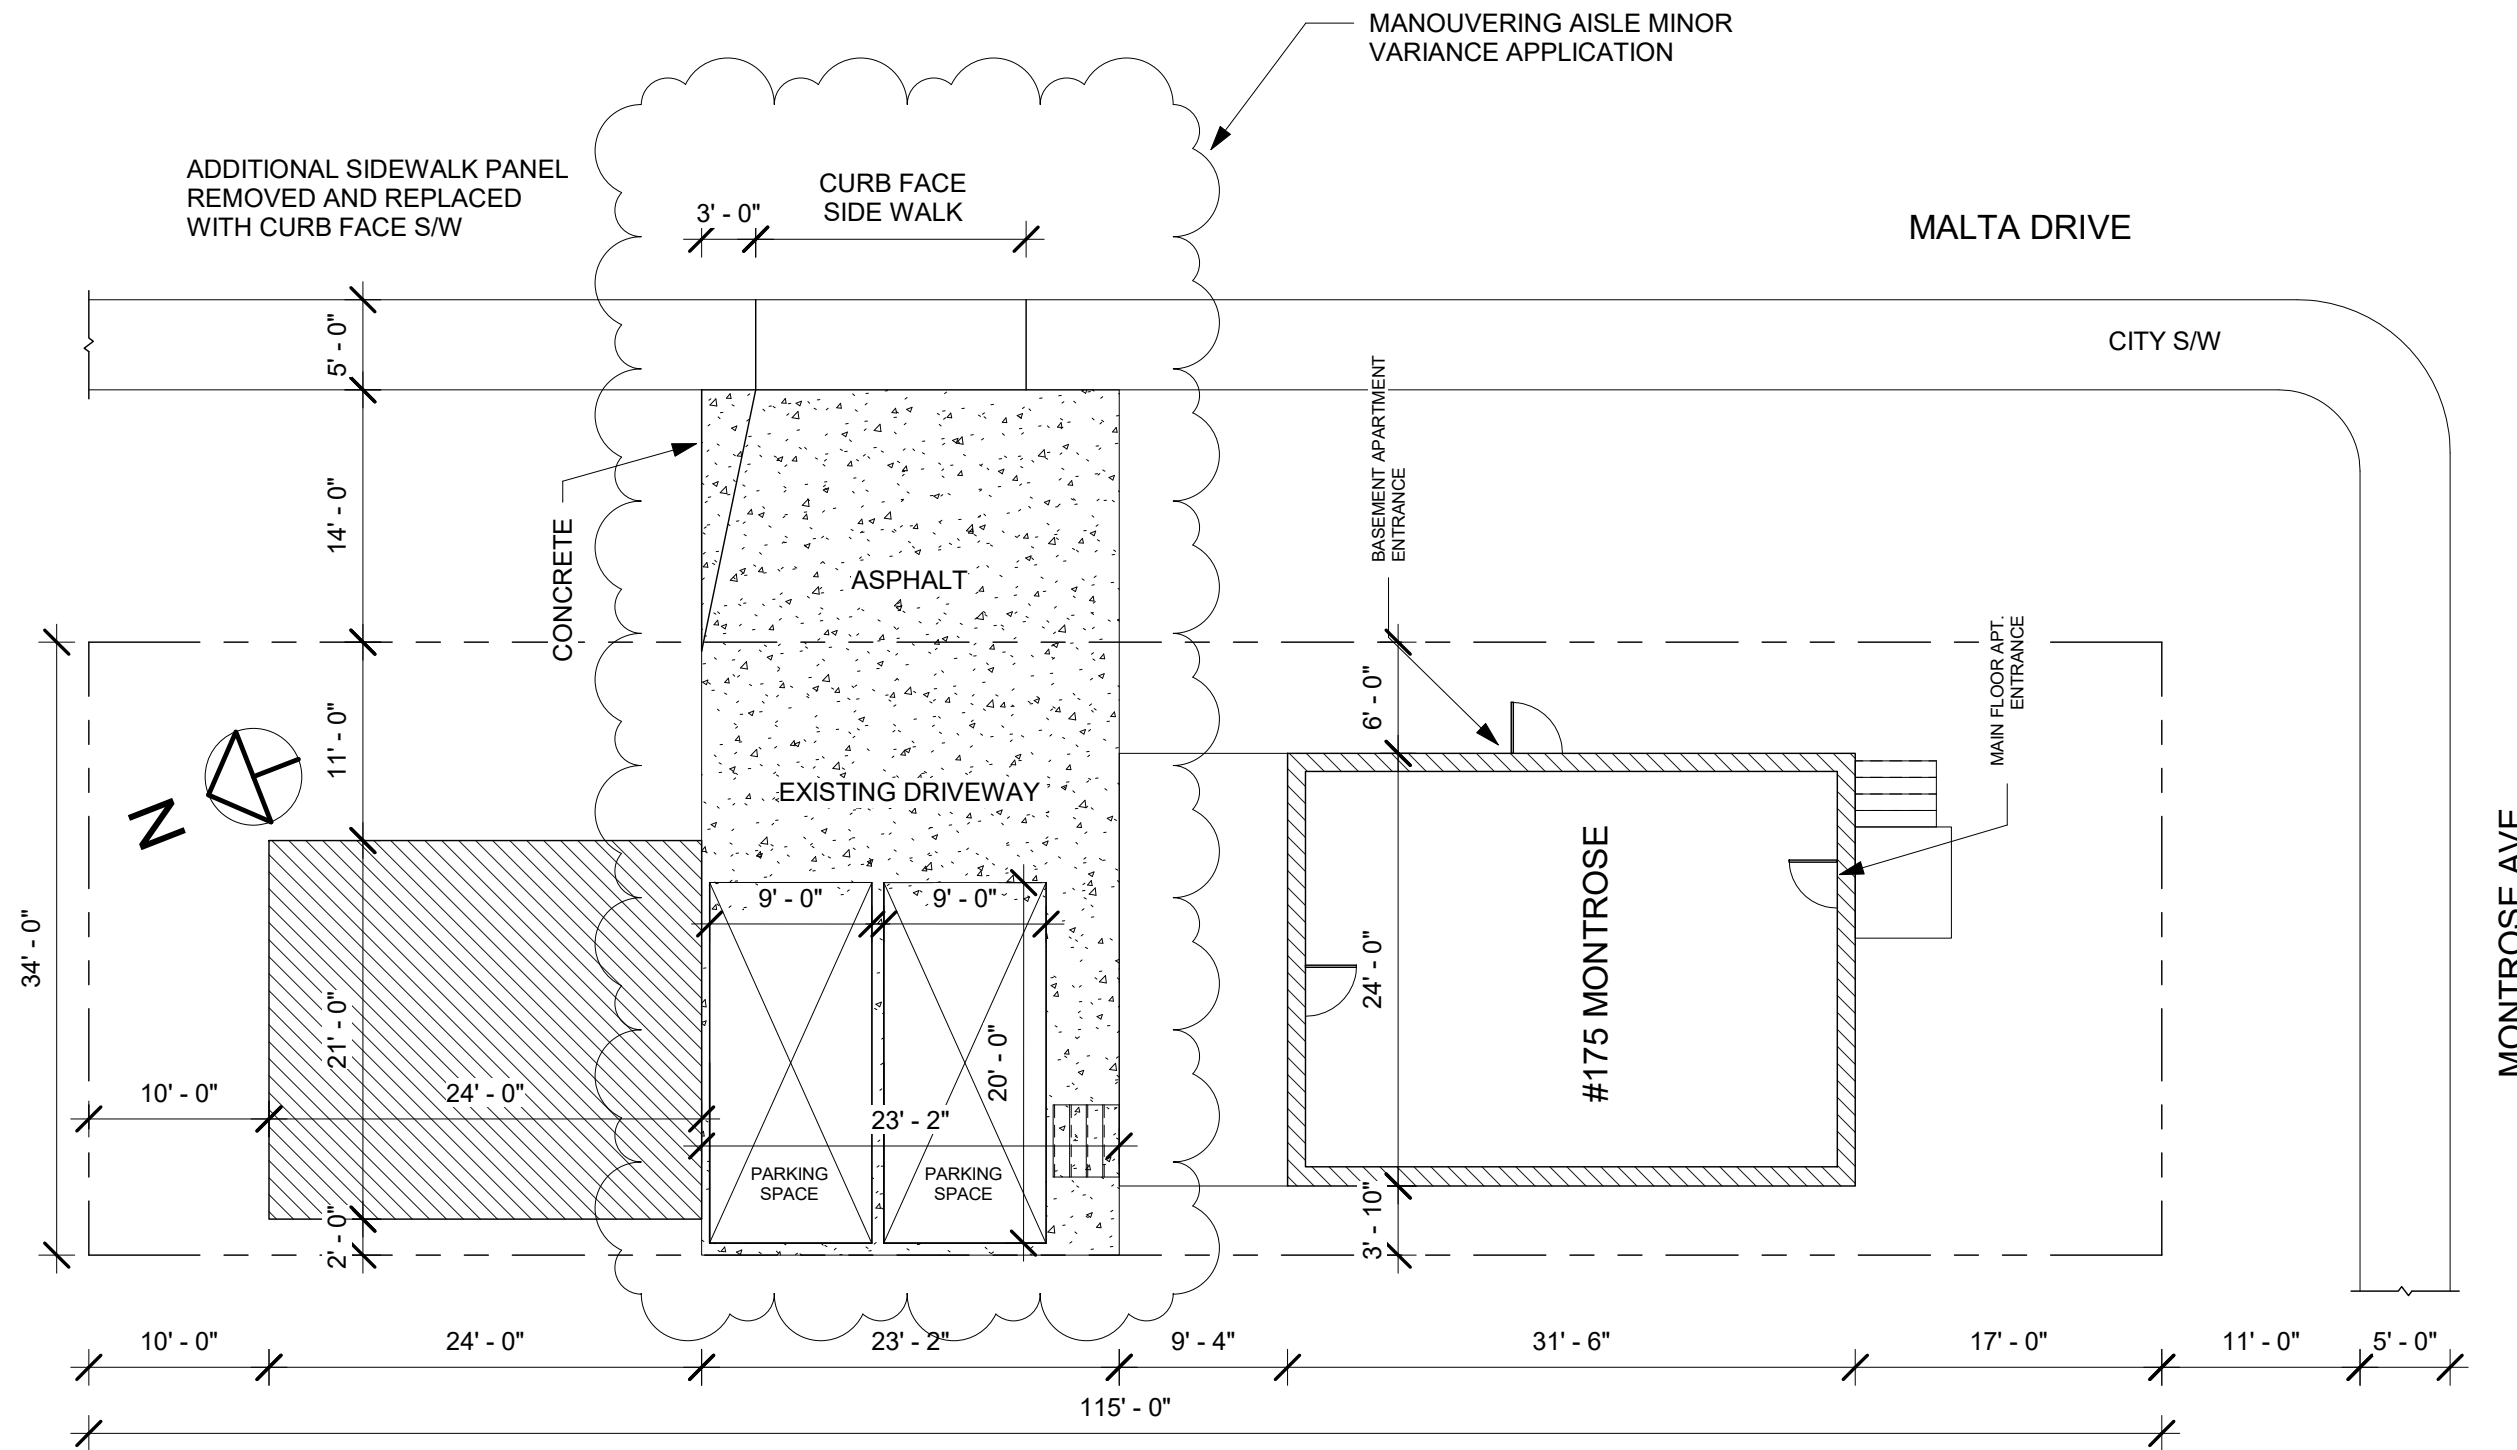 MANOUVERING AISLE MINOR
VARIANCE APPLICATION
ADDITIONAL SIDEWALK PANEL
REMOVED AND REPLACED
WITH CURB FACE S/W
CURB FACE
SIDE WALK
3' - 0"
MALTA DRIVE
CITY S/W
5' - 0"
14' - 0"
11' - 0"
21' - 0"
2' - 0"
34' - 0"
N
CONCRETE
ASPHALT
EXISTING DRIVEWAY
BASEMENT APARTMENT
ENTRANCE
MAIN FLOOR APT.
ENTRANCE
6' - 0"
24' - 0"
3' - 10"
#175 MONTROSE
MONTROSE AVE
9' - 0"
9' - 0"
20' - 0"
10' - 0"
24' - 0"
23' - 2"
PARKING
SPACE
PARKING
SPACE
10' - 0"
24' - 0"
23' - 2"
9' - 4"
31' - 6"
17' - 0"
11' - 0"
5' - 0"
115' - 0"